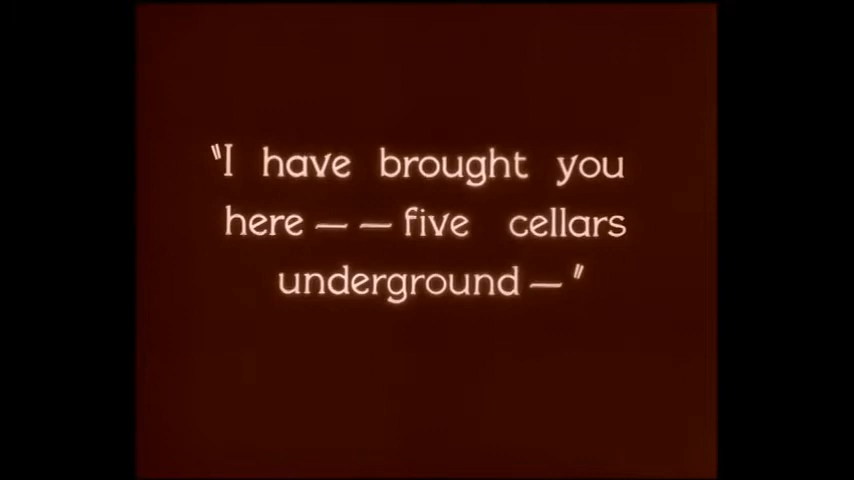 "I have brought you
here — — five cellars
underground — "